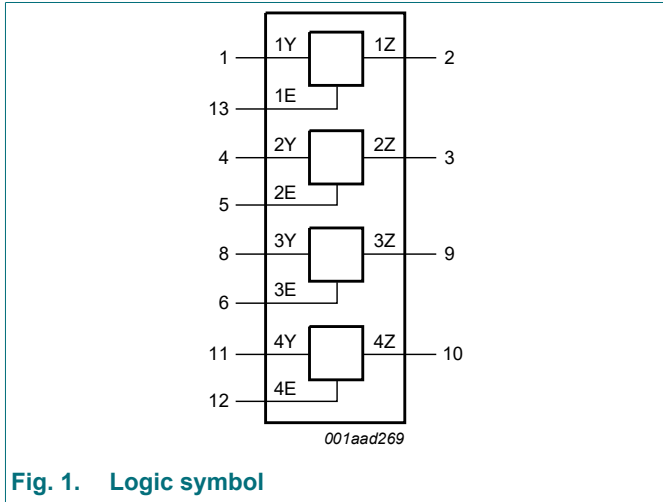 1 1Y 1Z 2
13 1E
4 2Y 2Z 3
5 2E
8 3Y 3Z 9
6 3E
11 4Y 4Z 10
12 4E
001aad269
Fig. 1. Logic symbol